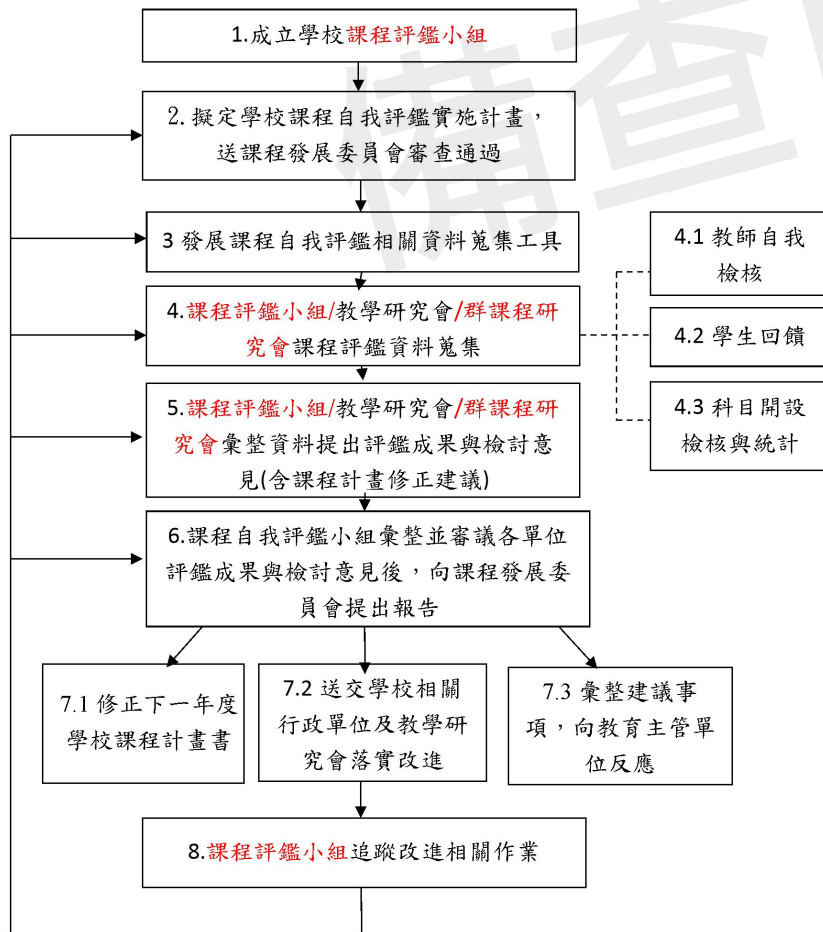 1.成立學校課程評鑑小組
2.擬定學校課程自我評鑑實施計畫，
送課程發展委員會審查通過
3 發展課程自我評鑑相關資料蒐集工具
4.課程評鑑小組/教學研究會/群課程研
究會課程評鑑資料蒐集
4.1 教師自我
檢核
4.2 學生回饋
4.3 科目開設
檢核與統計
5.課程評鑑小組/教學研究會/群課程研
究會彙整資料提出評鑑成果與檢討意
見(含課程計畫修正建議)
6.課程自我評鑑小組彙整並審議各單位
評鑑成果與檢討意見後，向課程發展委
員會提出報告
7.1 修正下一年度
學校課程計畫書
7.2 送交學校相關
行政單位及教學研
究會落實改進
7.3 彙整建議事
項，向教育主管單
位反應
8.課程評鑑小組追蹤改進相關作業
備查